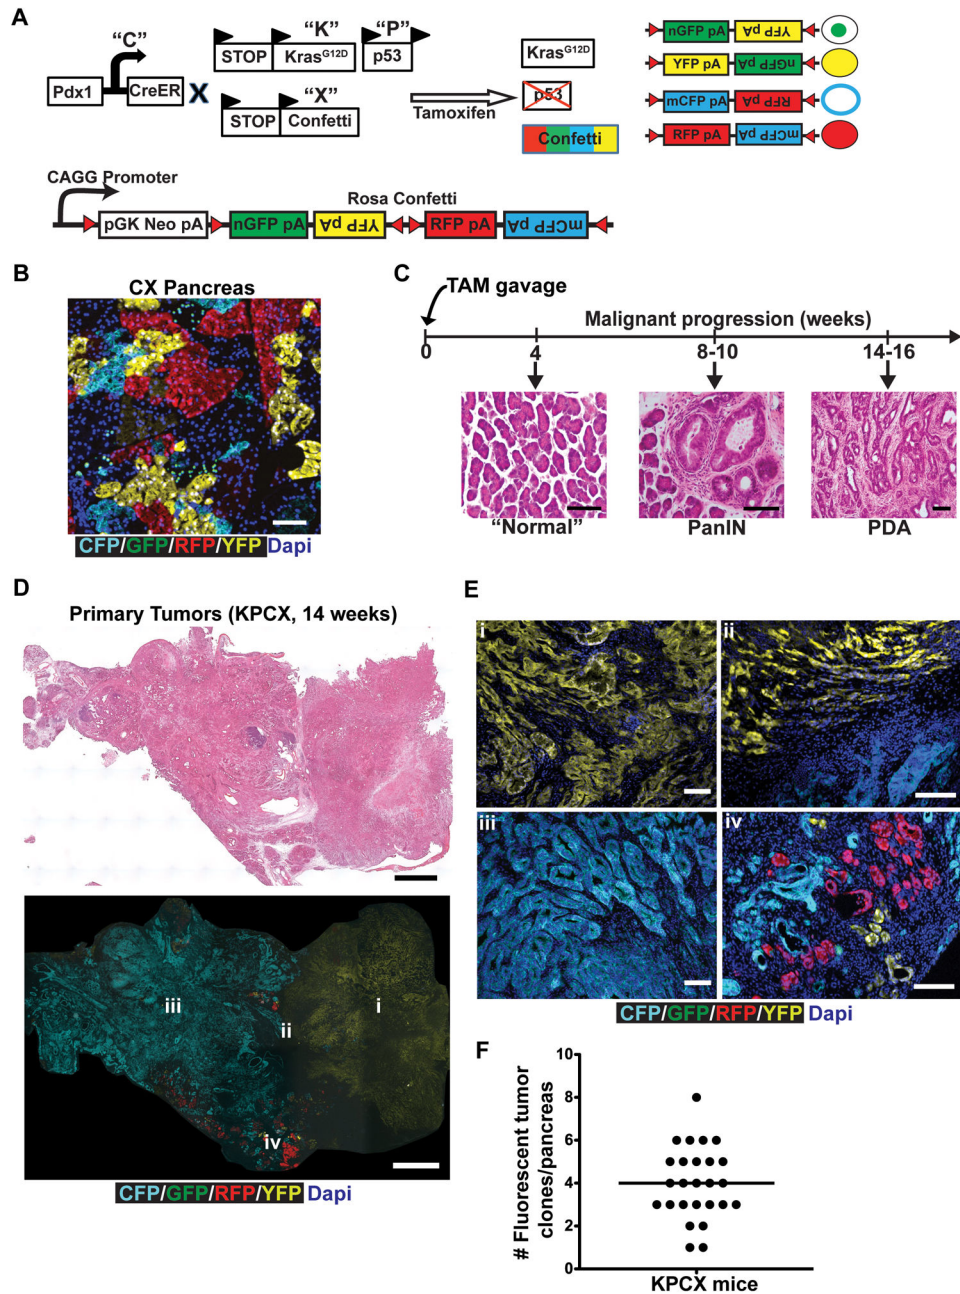 A
“C”
Pdx1
CreER
X
“K”
“P”
STOP
Kras^G12D
p53
“X”
STOP
Confetti
Tamoxifen
Kras^G12D
p53
Confetti
nGFP pA
YFP pA
YFP pA
nGFP pA
mCFP pA
RFP pA
RFP pA
mCFP pA
CAGG Promoter
Rosa Confetti
pGK Neo pA
nGFP pA
YFP pA
RFP pA
mCFP pA
B
CX Pancreas
CFP/GFP/RFP/YFP Dapi
C
TAM gavage
Malignant progression (weeks)
0
4
8-10
14-16
“Normal”
PanIN
PDA
D
Primary Tumors (KPCX, 14 weeks)
i
ii
iii
iv
CFP/GFP/RFP/YFP Dapi
E
i
ii
iii
iv
CFP/GFP/RFP/YFP Dapi
F
# Fluorescent tumor
clones/pancreas
10
8
6
4
2
0
KPCX mice